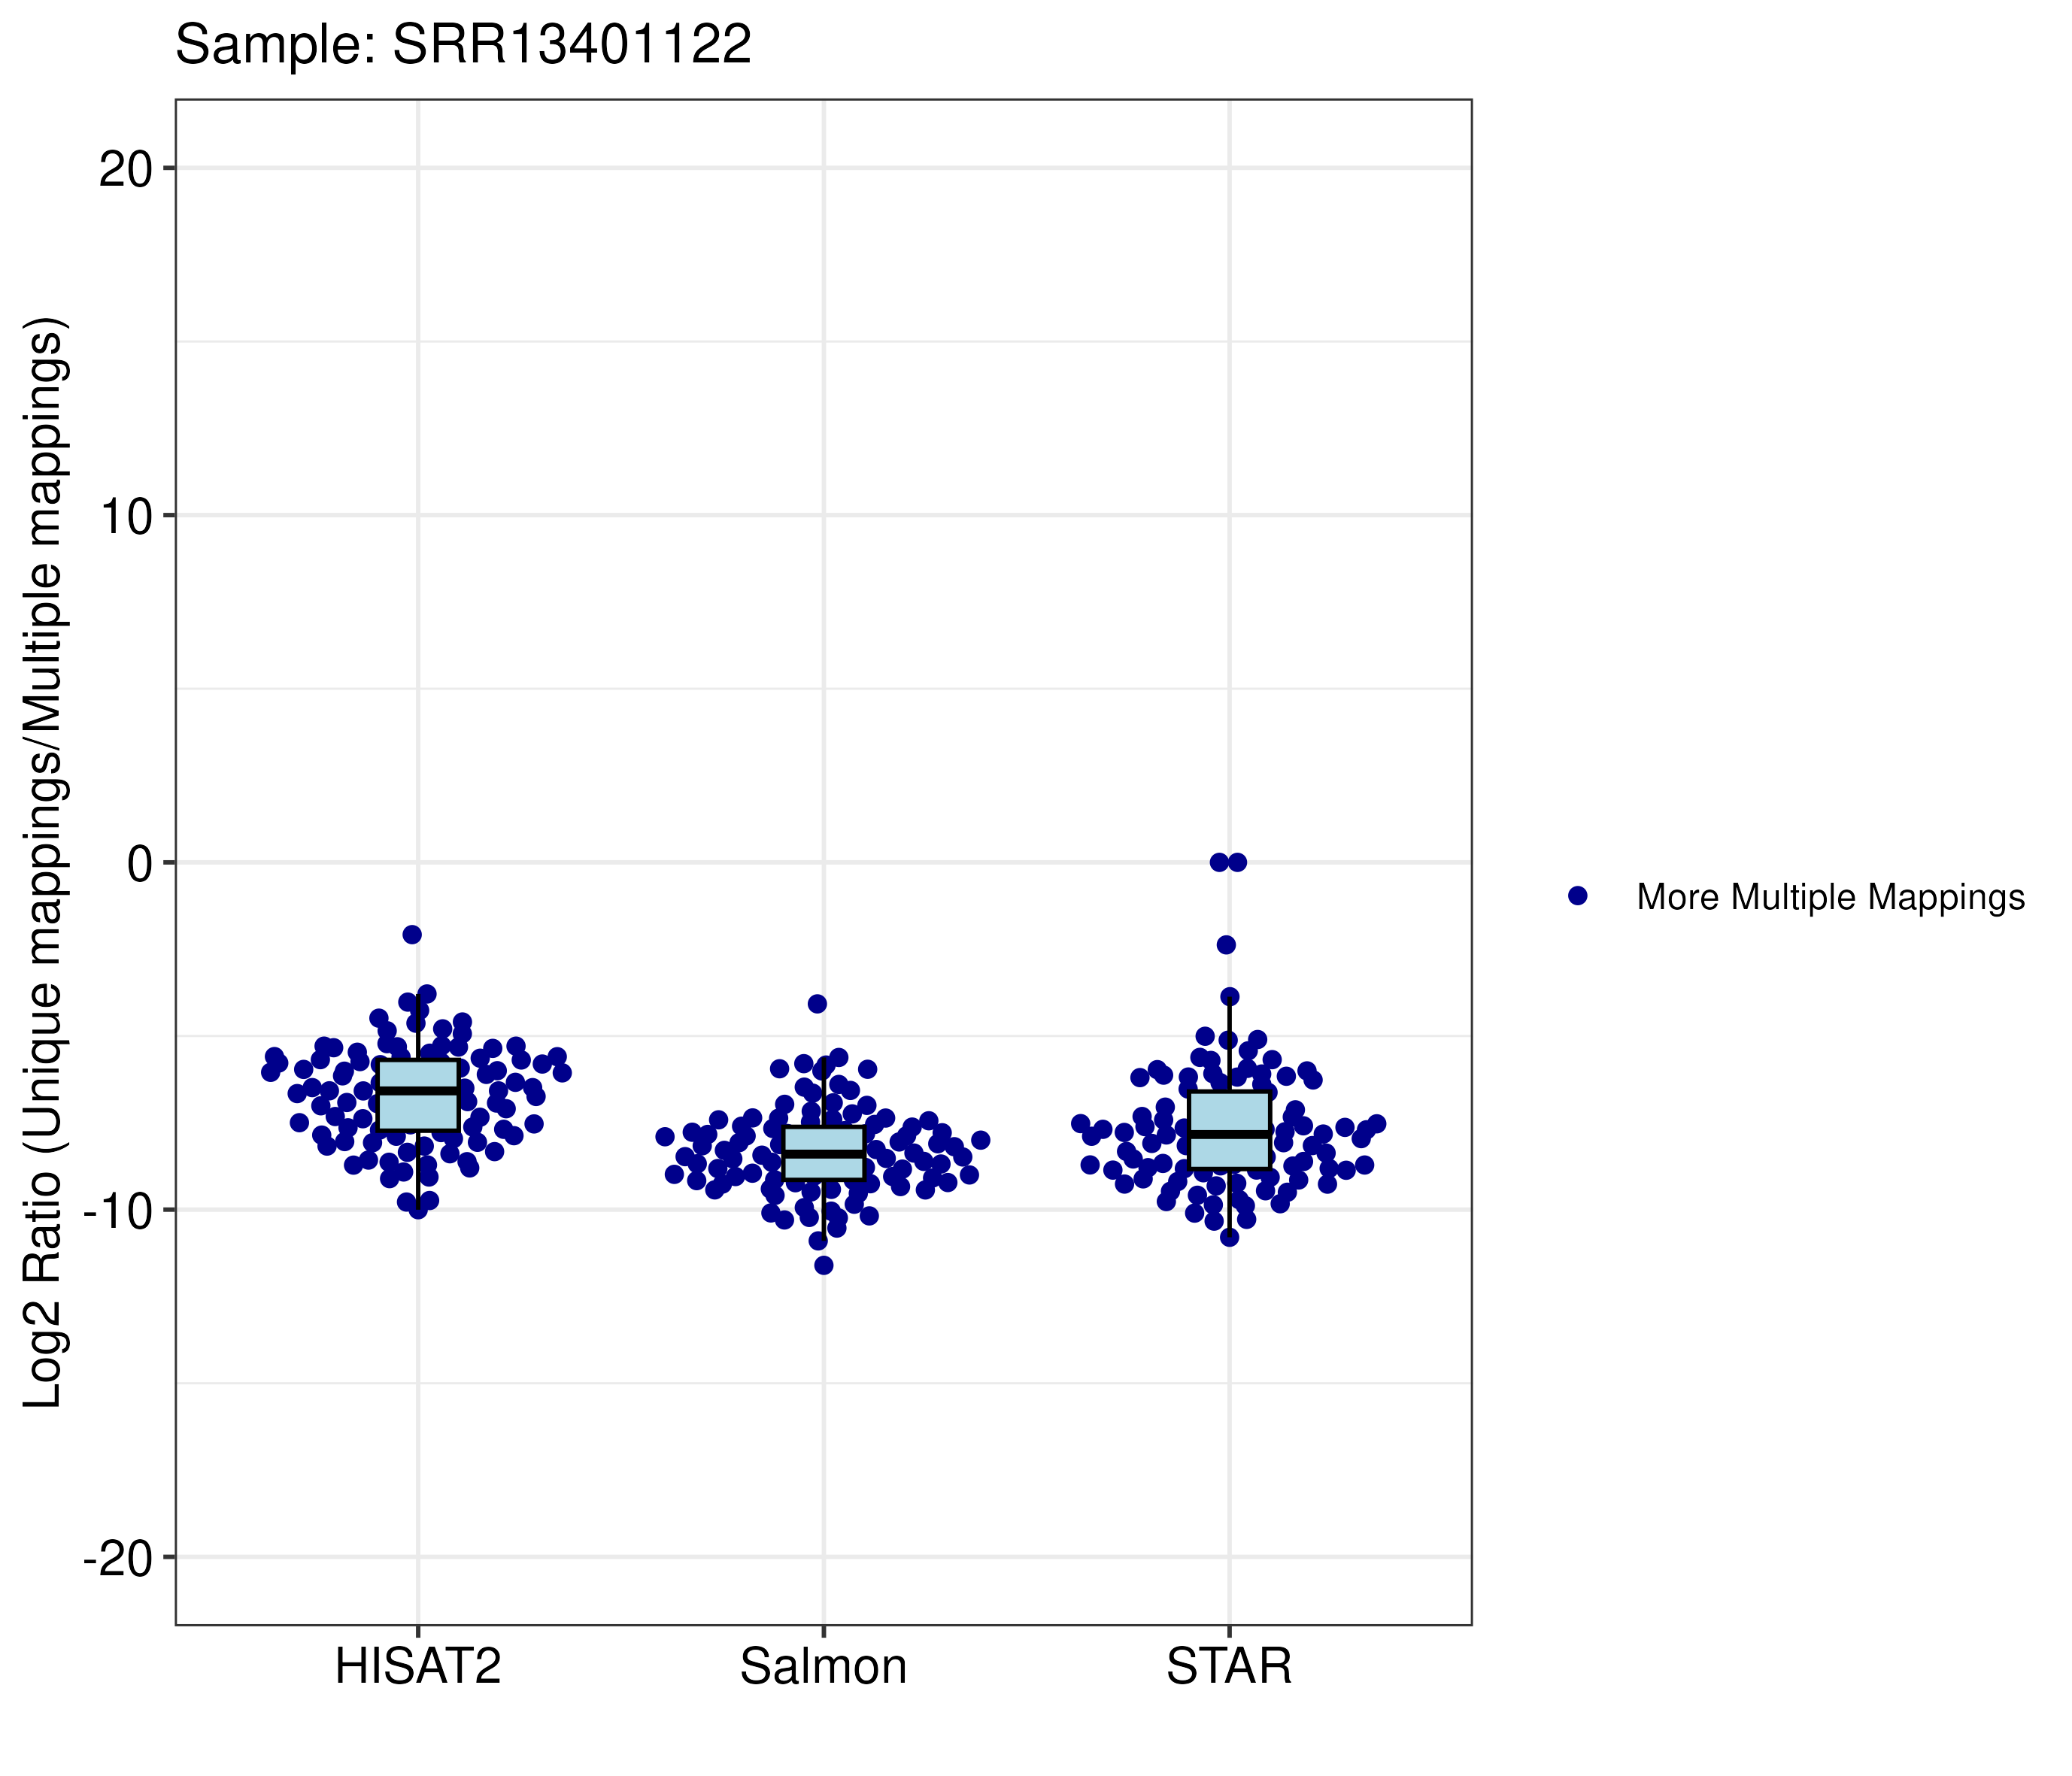 Sample: SRR13401122
Log2 Ratio (Unique mappings/Multiple mappings)
20
10
0
-10
-20
HISAT2
Salmon
STAR
More Multiple Mappings